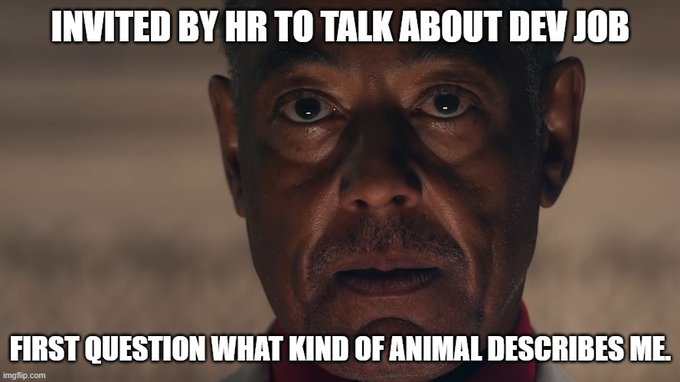 INVITED BY HR TO TALK ABOUT DEV JOB
FIRST QUESTION WHAT KIND OF ANIMAL DESCRIBES ME.
imgflip.com